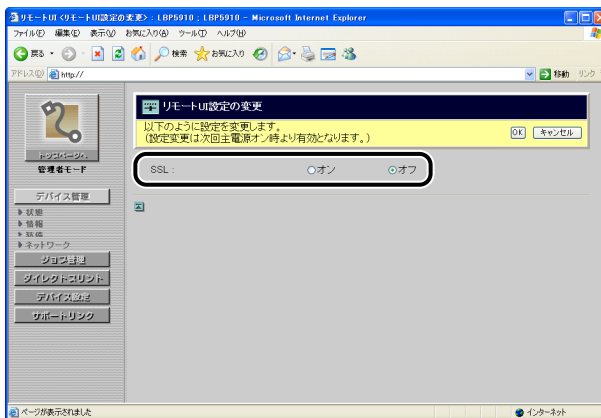 リモートUI <リモートUI設定の変更> : LBP5910 ; LBP5910 - Microsoft Internet Explorer
ファイル(F) 編集(E) 表示(V) お気に入り(A) ツール(T) ヘルプ(H)
戻る 検索 お気に入り
アドレス(D) http:// 移動 リンク
リモートUI設定の変更
以下のように設定を変更します。
(設定変更は次回主電源オン時より有効となります。)
OK キャンセル
トップページへ
管理者モード
SSL : オン オフ
デバイス管理
状態
情報
ネットワーク
ジョブ管理
ダイレクトプリント
デバイス設定
サポートリンク
ページが表示されました インターネット